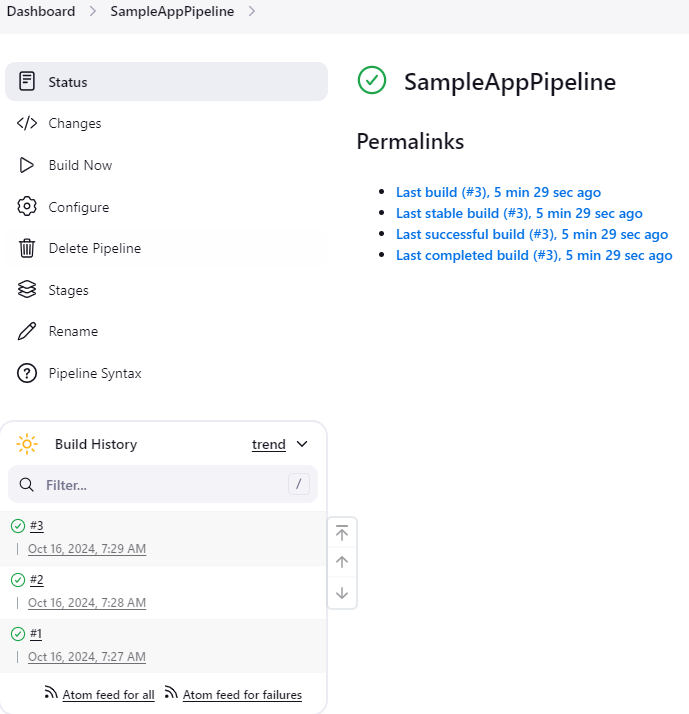 Dashboard > SampleAppPipeline >
Status
Changes
Build Now
Configure
Delete Pipeline
Stages
Rename
Pipeline Syntax
SampleAppPipeline
Permalinks
Last build (#3), 5 min 29 sec ago
Last stable build (#3), 5 min 29 sec ago
Last successful build (#3), 5 min 29 sec ago
Last completed build (#3), 5 min 29 sec ago
Build History trend
Filter... /
#3
Oct 16, 2024, 7:29 AM
#2
Oct 16, 2024, 7:28 AM
#1
Oct 16, 2024, 7:27 AM
Atom feed for all Atom feed for failures